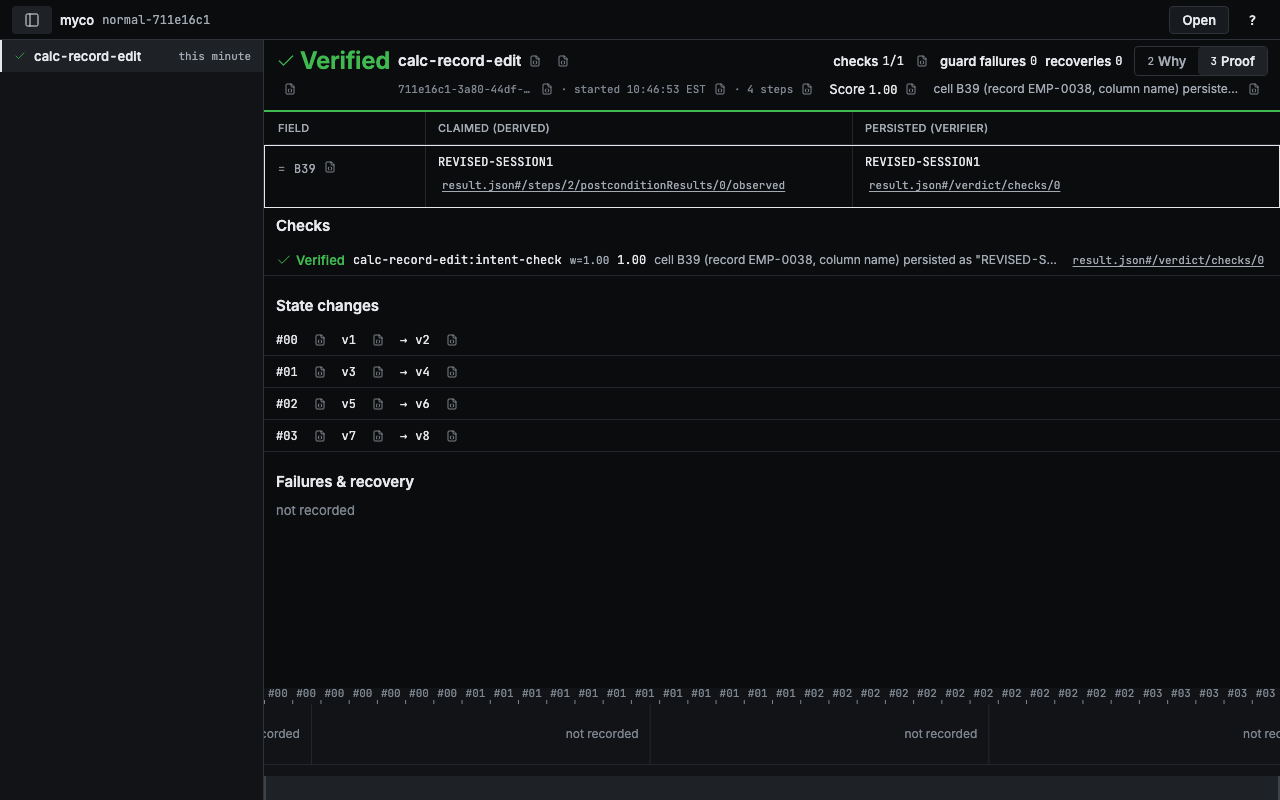 myco normal-711e16c1 Open ?
calc-record-edit this minute
Verified calc-record-edit checks 1/1 guard failures 0 recoveries 0 2 Why 3 Proof
711e16c1-3a80-44df-… · started 10:46:53 EST · 4 steps Score 1.00 cell B39 (record EMP-0038, column name) persiste...
FIELD CLAIMED (DERIVED) PERSISTED (VERIFIER)
= B39 REVISED-SESSION1 REVISED-SESSION1
result.json#/steps/2/postconditionResults/0/observed result.json#/verdict/checks/0
Checks
Verified calc-record-edit:intent-check w=1.00 1.00 cell B39 (record EMP-0038, column name) persisted as "REVISED-S... result.json#/verdict/checks/0
State changes
#00 v1 → v2
#01 v3 → v4
#02 v5 → v6
#03 v7 → v8
Failures & recovery
not recorded
#00 #00 #00 #00 #00 #00 #00 #01 #01 #01 #01 #01 #01 #01 #01 #01 #01 #01 #01 #02 #02 #02 #02 #02 #02 #02 #02 #02 #02 #02 #02 #03 #03 #03 #03 #03
corded not recorded not recorded not rec